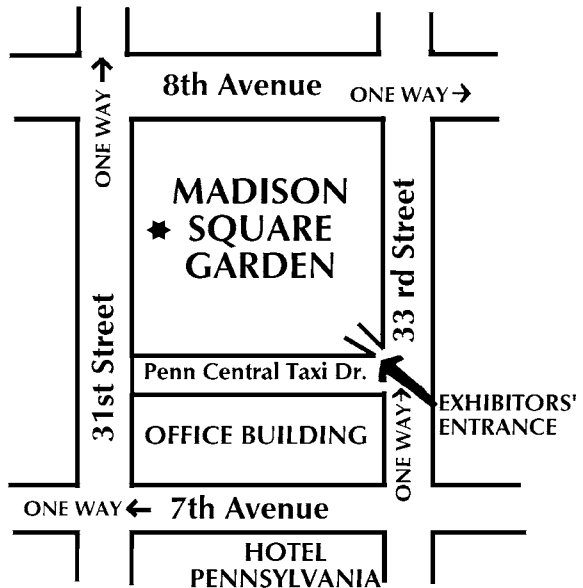 8th Avenue
ONE WAY →
ONE WAY →
MADISON
SQUARE
GARDEN
31st Street
33 rd Street
Penn Central Taxi Dr.
EXHIBITORS'
ENTRANCE
OFFICE BUILDING
ONE WAY →
ONE WAY ← 7th Avenue
HOTEL
PENNSYLVANIA